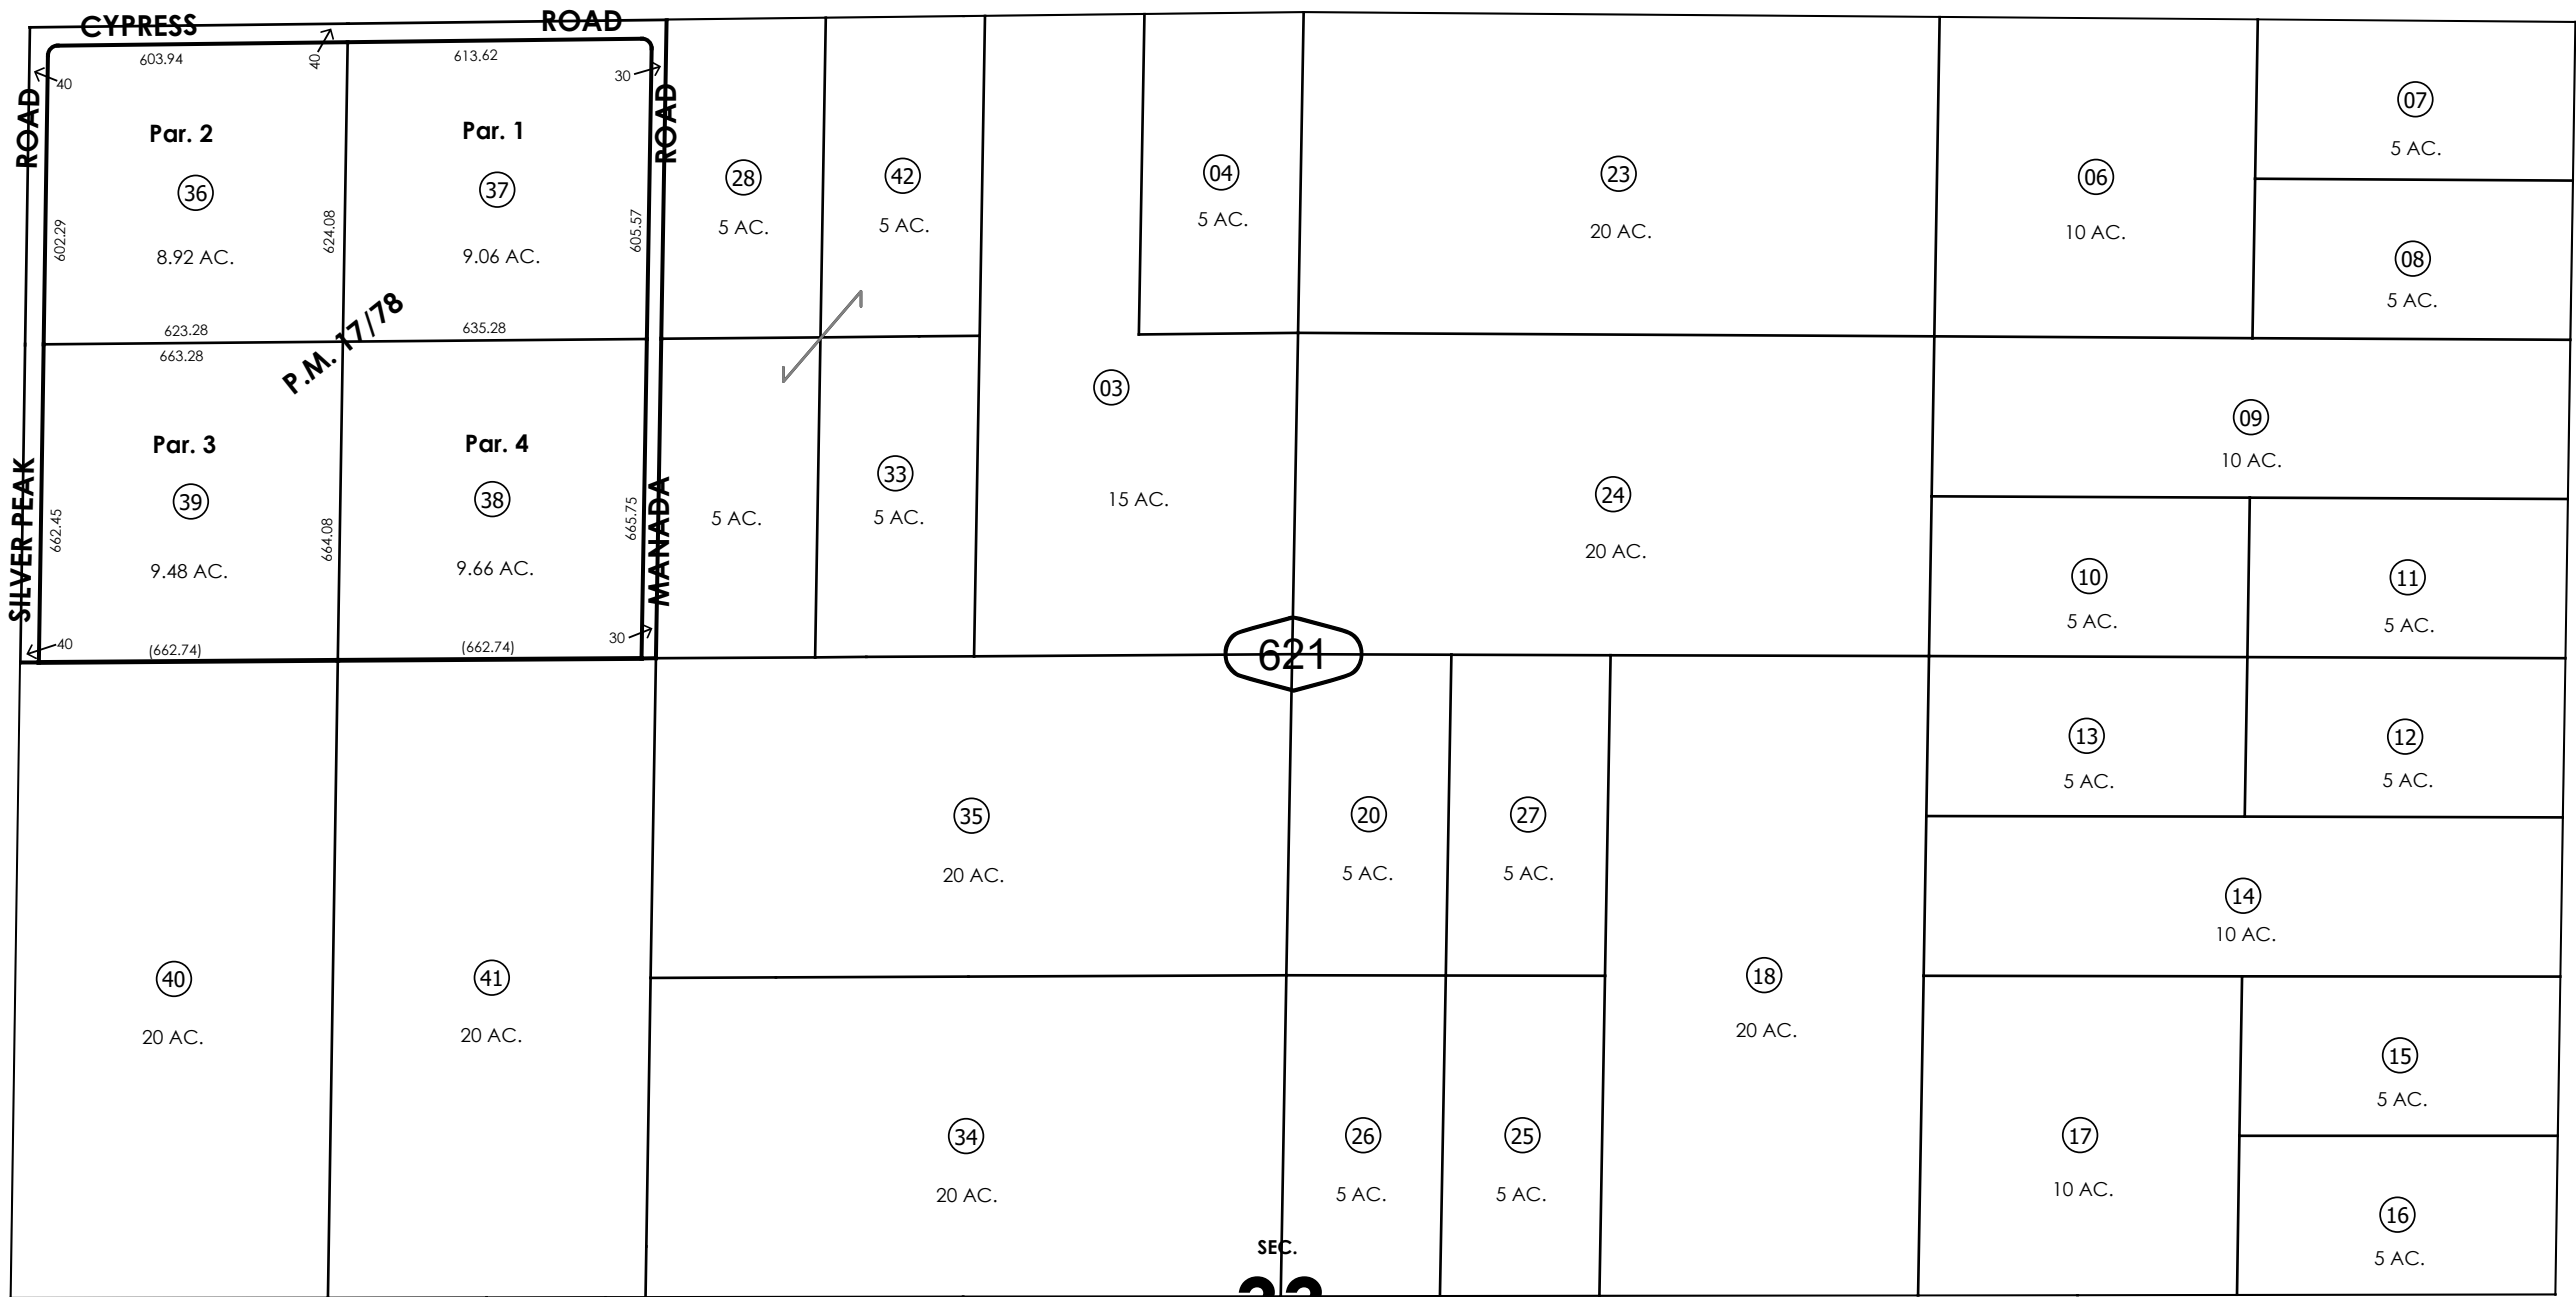 CYPRESS ROAD
603.94
40
613.62
30
40
ROAD
ROAD
Par. 2
Par. 1
36
37
602.29
624.08
605.57
8.92 AC.
9.06 AC.
623.28
635.28
663.28
P.M. 17/78
Par. 3
Par. 4
39
38
SILVER PEAK
MANADA
662.45
664.08
665.75
9.48 AC.
9.66 AC.
40
(662.74)
(662.74)
30
28
5 AC.
42
5 AC.
5 AC.
33
5 AC.
03
15 AC.
04
5 AC.
23
20 AC.
24
20 AC.
06
10 AC.
07
5 AC.
08
5 AC.
09
10 AC.
10
5 AC.
11
5 AC.
621
13
5 AC.
12
5 AC.
14
10 AC.
40
20 AC.
41
20 AC.
35
20 AC.
20
5 AC.
27
5 AC.
18
20 AC.
34
20 AC.
26
5 AC.
25
5 AC.
17
10 AC.
15
5 AC.
16
5 AC.
SEC.